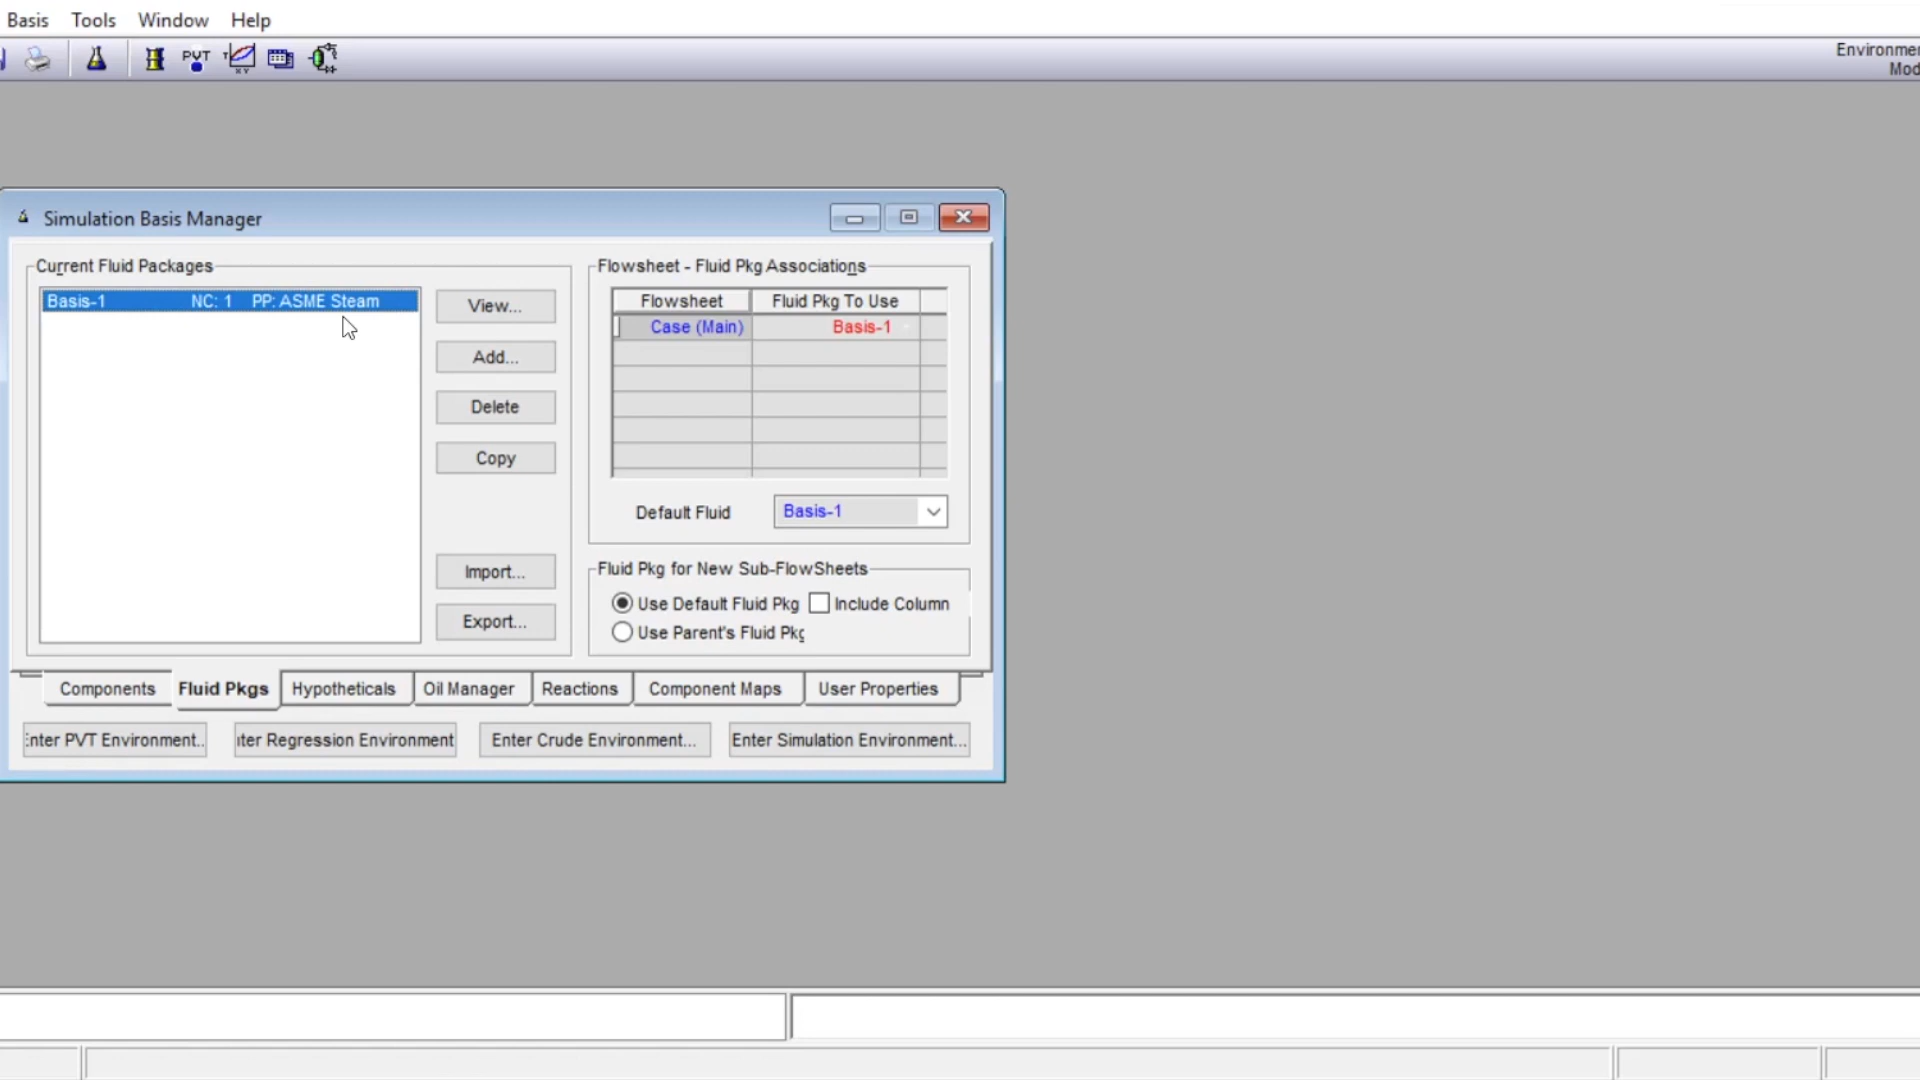 Basis Tools Window Help
PVT
Simulation Basis Manager
Current Fluid Packages
Basis-1 NC: 1 PP: ASME Steam
View...
Add...
Delete
Copy
Import...
Export...
Flowsheet - Fluid Pkg Associations
Flowsheet Fluid Pkg To Use
Case (Main) Basis-1
Default Fluid Basis-1
Fluid Pkg for New Sub-FlowSheets
Use Default Fluid Pkg Include Column
Use Parent's Fluid Pkg
Components Fluid Pkgs Hypotheticals Oil Manager Reactions Component Maps User Properties
nter PVT Environment.. ter Regression Environment Enter Crude Environment... Enter Simulation Environment...
Environmen
Mod